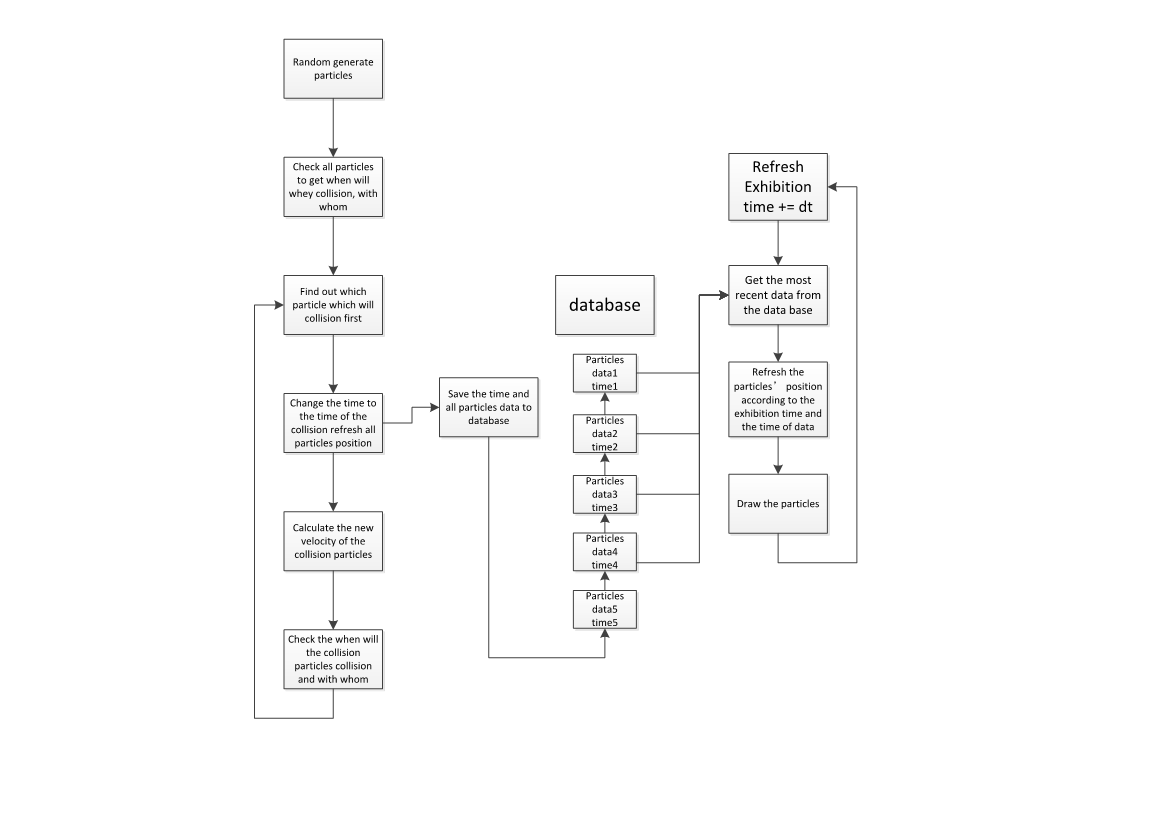 Random generate
particles
Check all particles
to get when will
whey collision, with
whom
Find out which
particle which will
collision first
Change the time to
the time of the
collision refresh all
particles position
Calculate the new
velocity of the
collision particles
Check the when will
the collision
particles collision
and with whom
Save the time and
all particles data to
database
database
Particles
data1
time1
Particles
data2
time2
Particles
data3
time3
Particles
data4
time4
Particles
data5
time5
Refresh
Exhibition
time += dt
Get the most
recent data from
the data base
Refresh the
particles’ position
according to the
exhibition time and
the time of data
Draw the particles